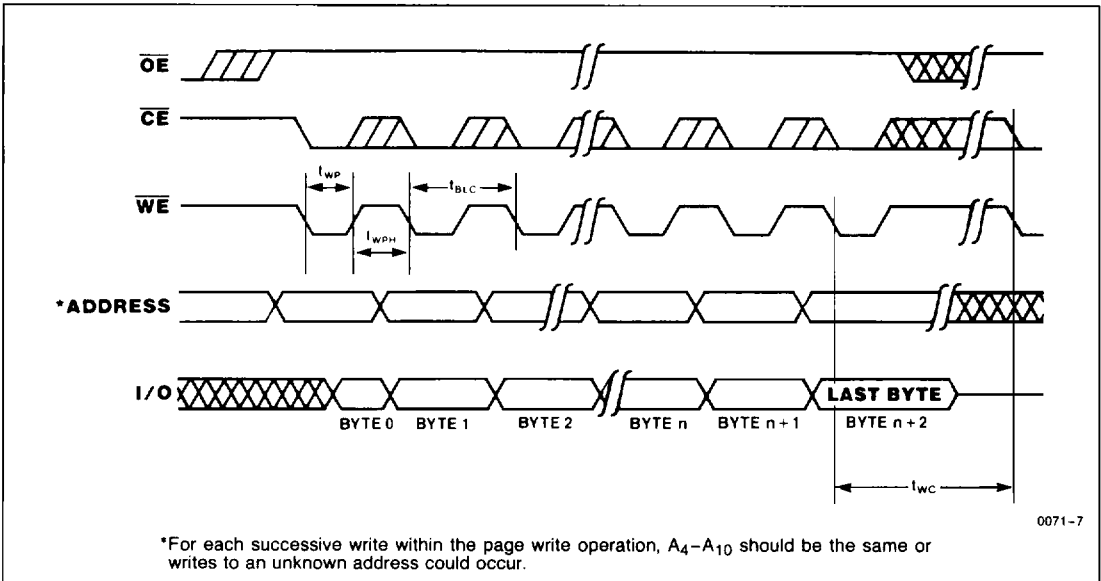 OE
CE
tWP
tBLC
WE
tWPH
*ADDRESS
I/O
LAST BYTE
BYTE 0 BYTE 1 BYTE 2 BYTE n BYTE n + 1 BYTE n + 2
tWC
0071–7
*For each successive write within the page write operation, A4–A10 should be the same or
writes to an unknown address could occur.